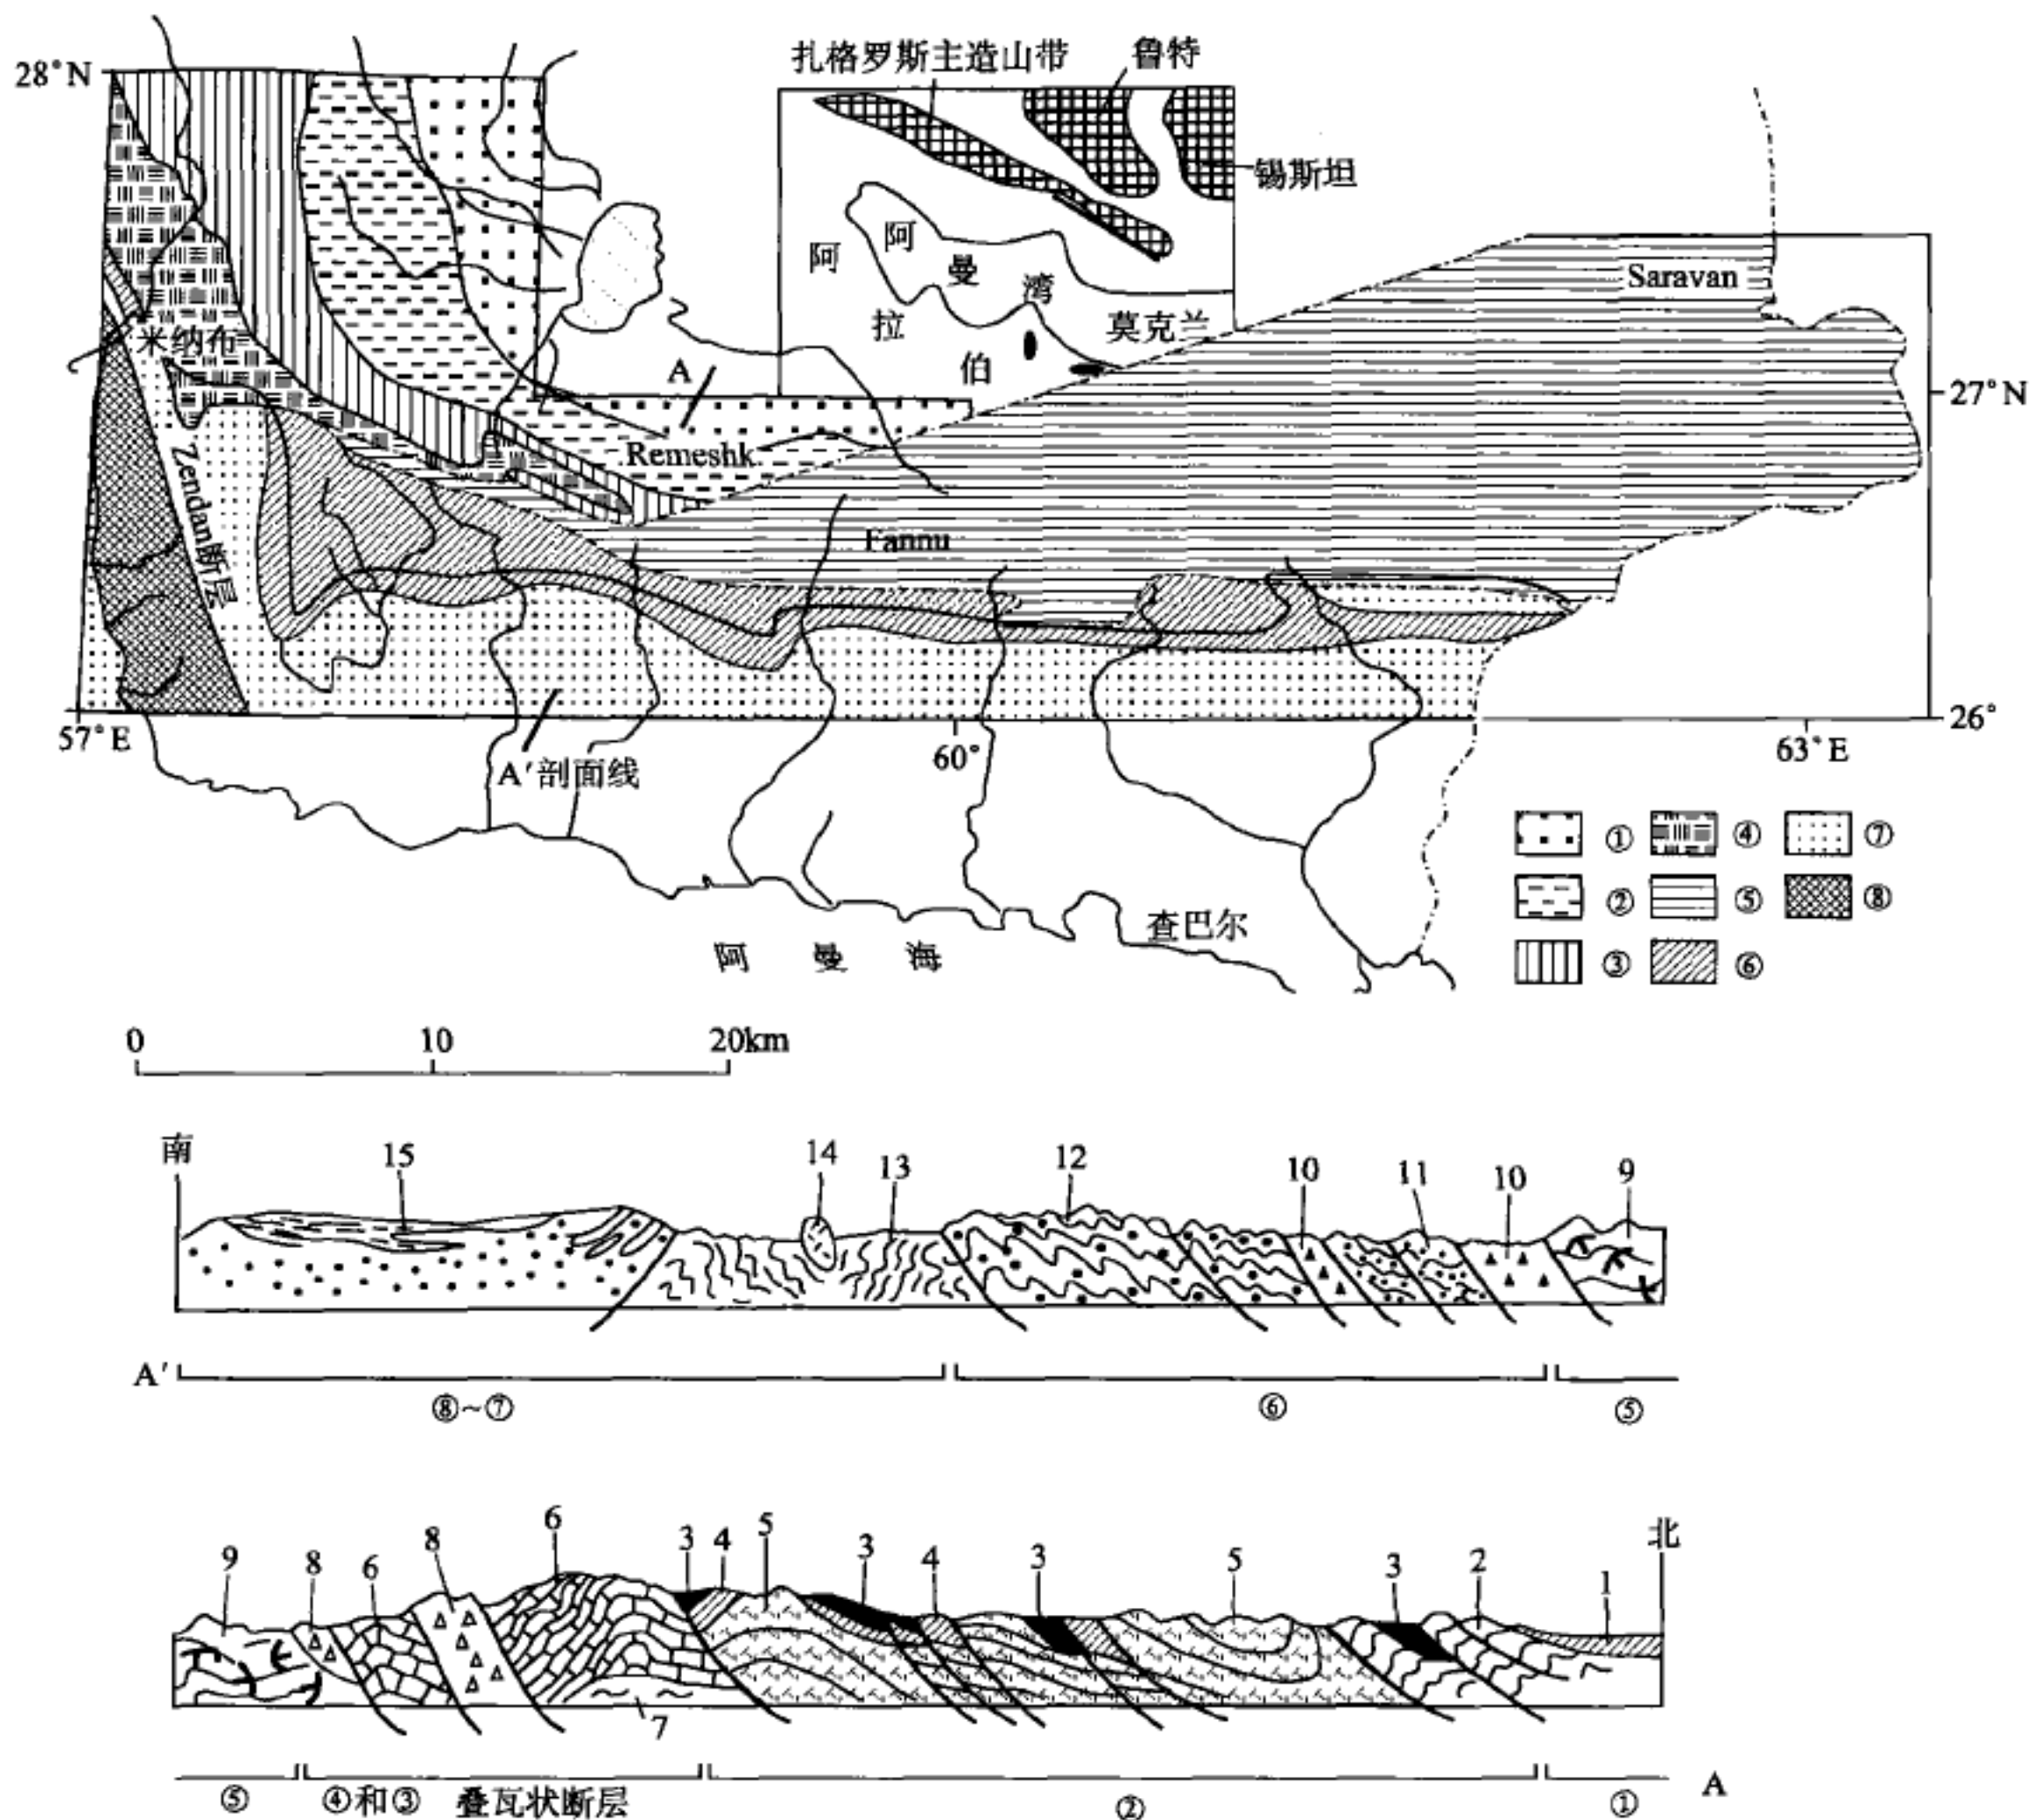 扎格罗斯主造山带 鲁特
28°N
锡斯坦
阿 阿
曼 湾
拉 莫克兰
伯
Saravan
米纳布
A
27°N
Zendan断层
Remeshk
Fannu
26°
57°E 60° 63°E
A′剖面线
① ④ ⑦
② ⑤ ⑧
③ ⑥
查巴尔
阿 曼 海
0 10 20km
南
15 14 13 12 10 11 10 9
A′
⑧~⑦ ⑥ ⑤
北
9 8 6 8 6 3 4 5 3 4 3 5 3 2 1
7
A
⑤ ④和③ 叠瓦状断层 ② ①